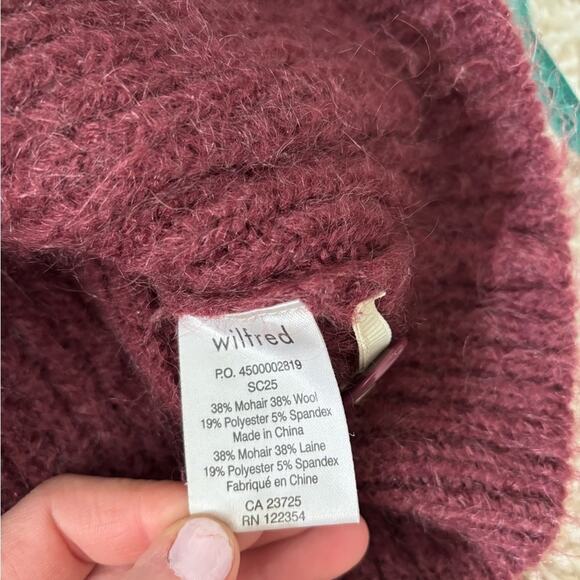 wilfred
P.O. 4500002819
SC25
38% Mohair 38% Wool
19% Polyester 5% Spandex
Made in China
38% Mohair 38% Laine
19% Polyester 5% Spandex
Fabriqué en Chine
CA 23725
RN 122354